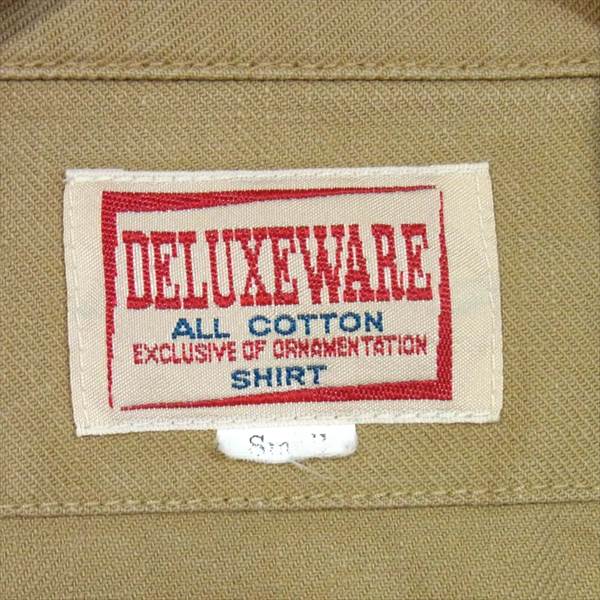 DELUXEWARE
ALL COTTON
EXCLUSIVE OF ORNAMENTATION
SHIRT
Small